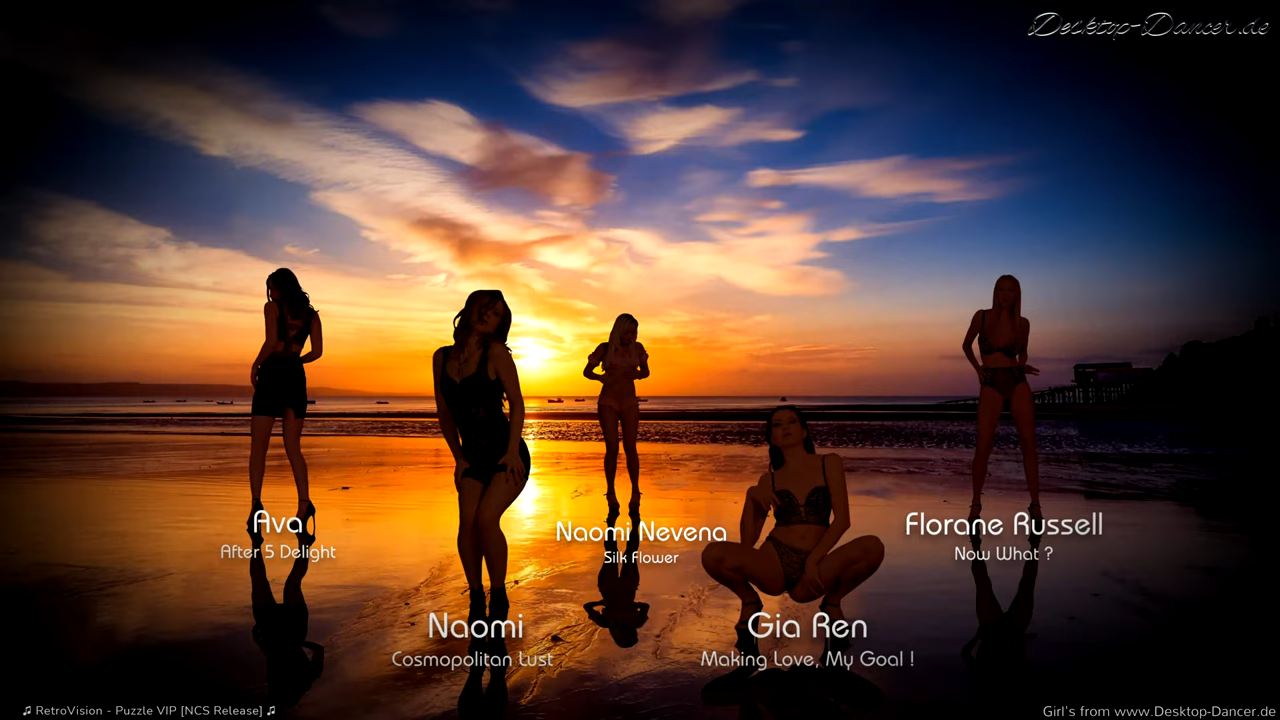 Desktop-Dancer.de
Ava
After 5 Delight
Naomi Nevena
Silk Flower
Florane Russell
Now What ?
Naomi
Cosmopolitan Lust
Gia Ren
Making Love, My Goal !
♫ RetroVision - Puzzle VIP [NCS Release] ♫
Girl's from www.Desktop-Dancer.de